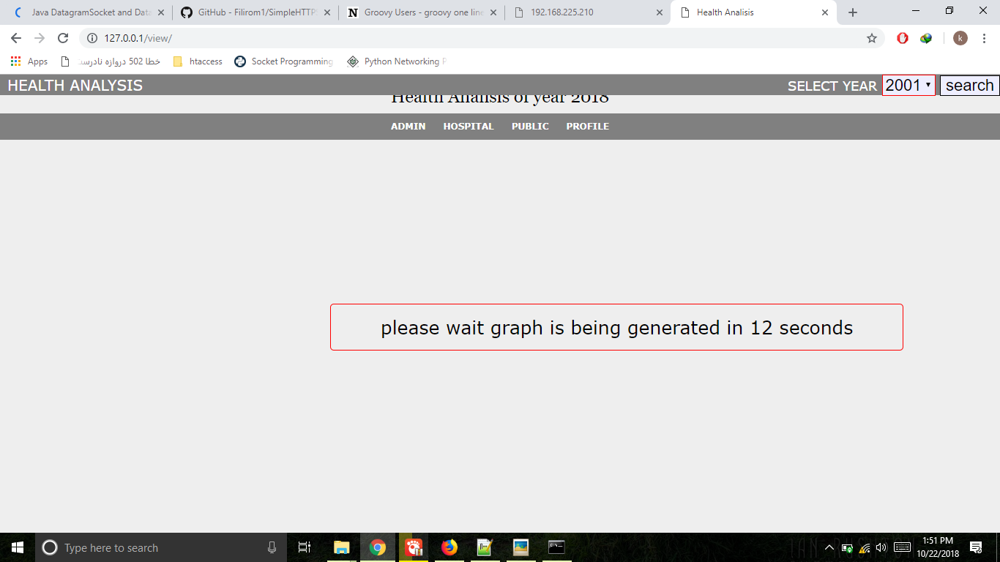 Java DatagramSocket and Data
GitHub - Filirom1/SimpleHTTPS
Groovy Users - groovy one line
192.168.225.210
Health Analisis
127.0.0.1/view/
k
Apps
خطا 502 دروازه نادرست
htaccess
Socket Programming
Python Networking P
HEALTH ANALYSIS
SELECT YEAR
2001
search
Health Analisis of year 2018
ADMIN HOSPITAL PUBLIC PROFILE
please wait graph is being generated in 12 seconds
Type here to search
1:51 PM
10/22/2018